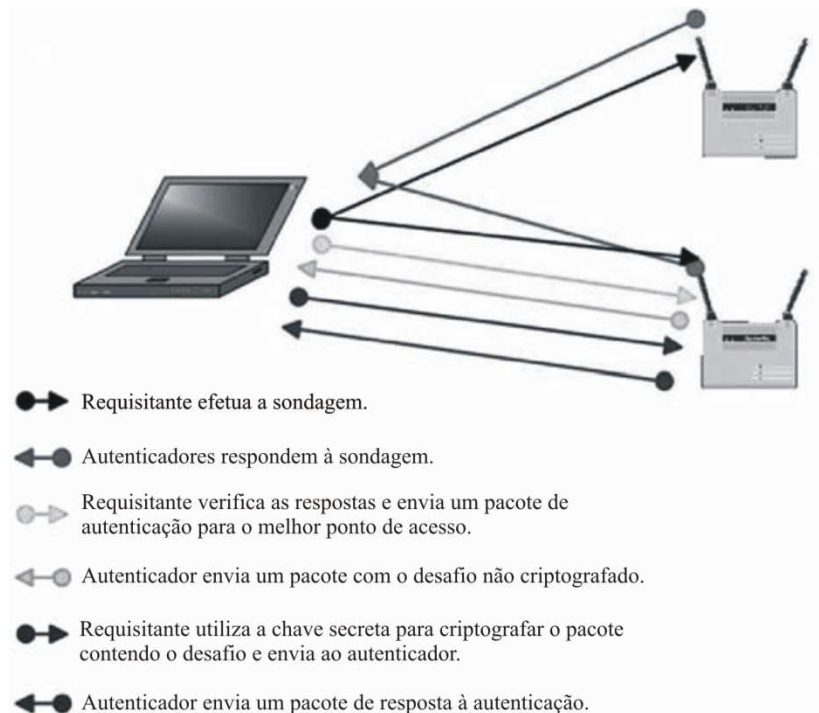 Requisitante efetua a sondagem.
Autenticadores respondem à sondagem.
Requisitante verifica as respostas e envia um pacote de
autenticação para o melhor ponto de acesso.
Autenticador envia um pacote com o desafio não criptografado.
Requisitante utiliza a chave secreta para criptografar o pacote
contendo o desafio e envia ao autenticador.
Autenticador envia um pacote de resposta à autenticação.